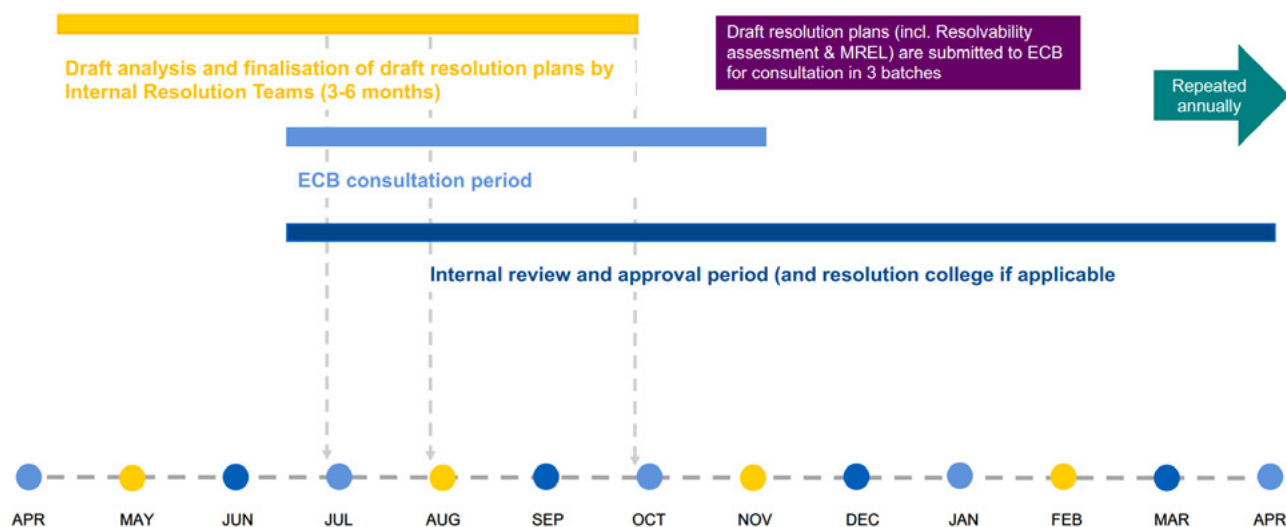 Draft analysis and finalisation of draft resolution plans by
Internal Resolution Teams (3-6 months)
Draft resolution plans (incl. Resolvability
assessment & MREL) are submitted to ECB
for consultation in 3 batches
Repeated
annually
ECB consultation period
Internal review and approval period (and resolution college if applicable
APR MAY JUN JUL AUG SEP OCT NOV DEC JAN FEB MAR APR